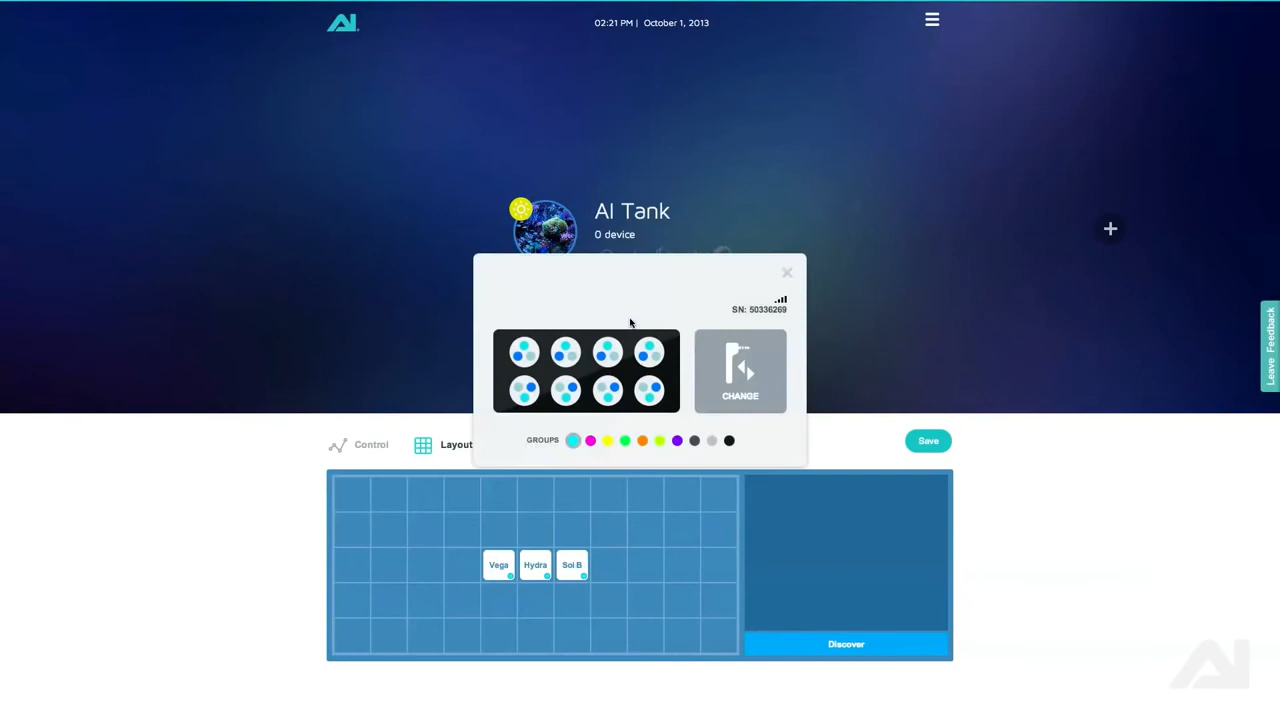 AI
02:21 PM | October 1, 2013
AI Tank
0 device
SN: 50336269
CHANGE
GROUPS
Control
Layout
Save
Vega
Hydra
Sol B
Discover
Leave Feedback
AI